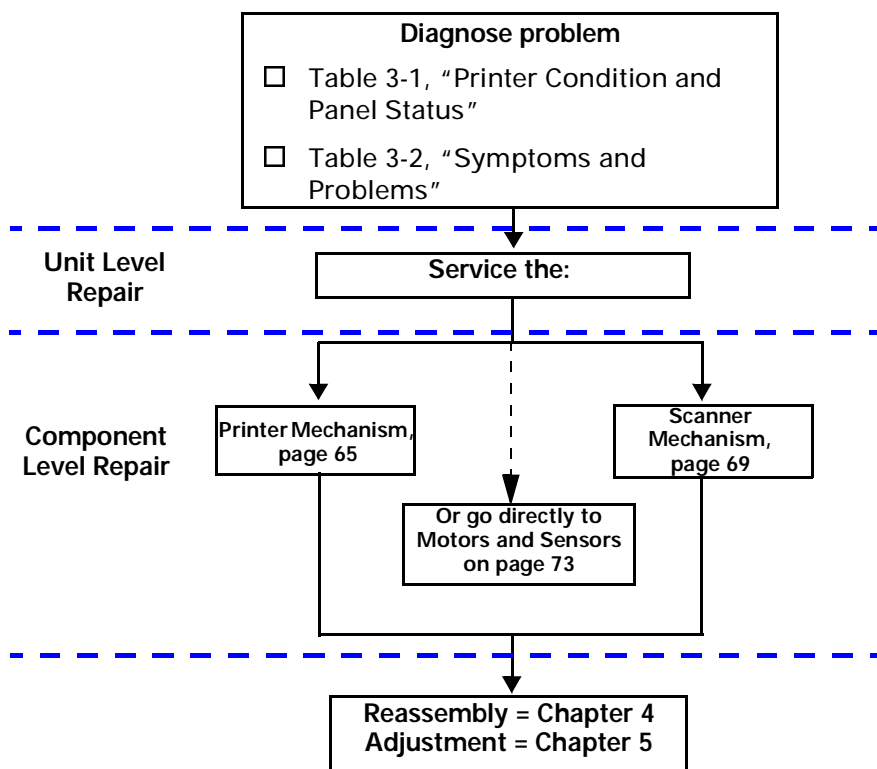 Diagnose problem
Table 3-1, “Printer Condition and
Panel Status”
Table 3-2, “Symptoms and
Problems”
Unit Level
Repair
Service the:
Component
Level Repair
Printer Mechanism,
page 65
Scanner
Mechanism,
page 69
Or go directly to
Motors and Sensors
on page 73
Reassembly = Chapter 4
Adjustment = Chapter 5